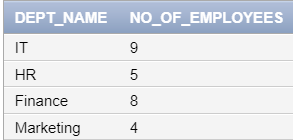 DEPT_NAME NO_OF_EMPLOYEES
IT 9
HR 5
Finance 8
Marketing 4